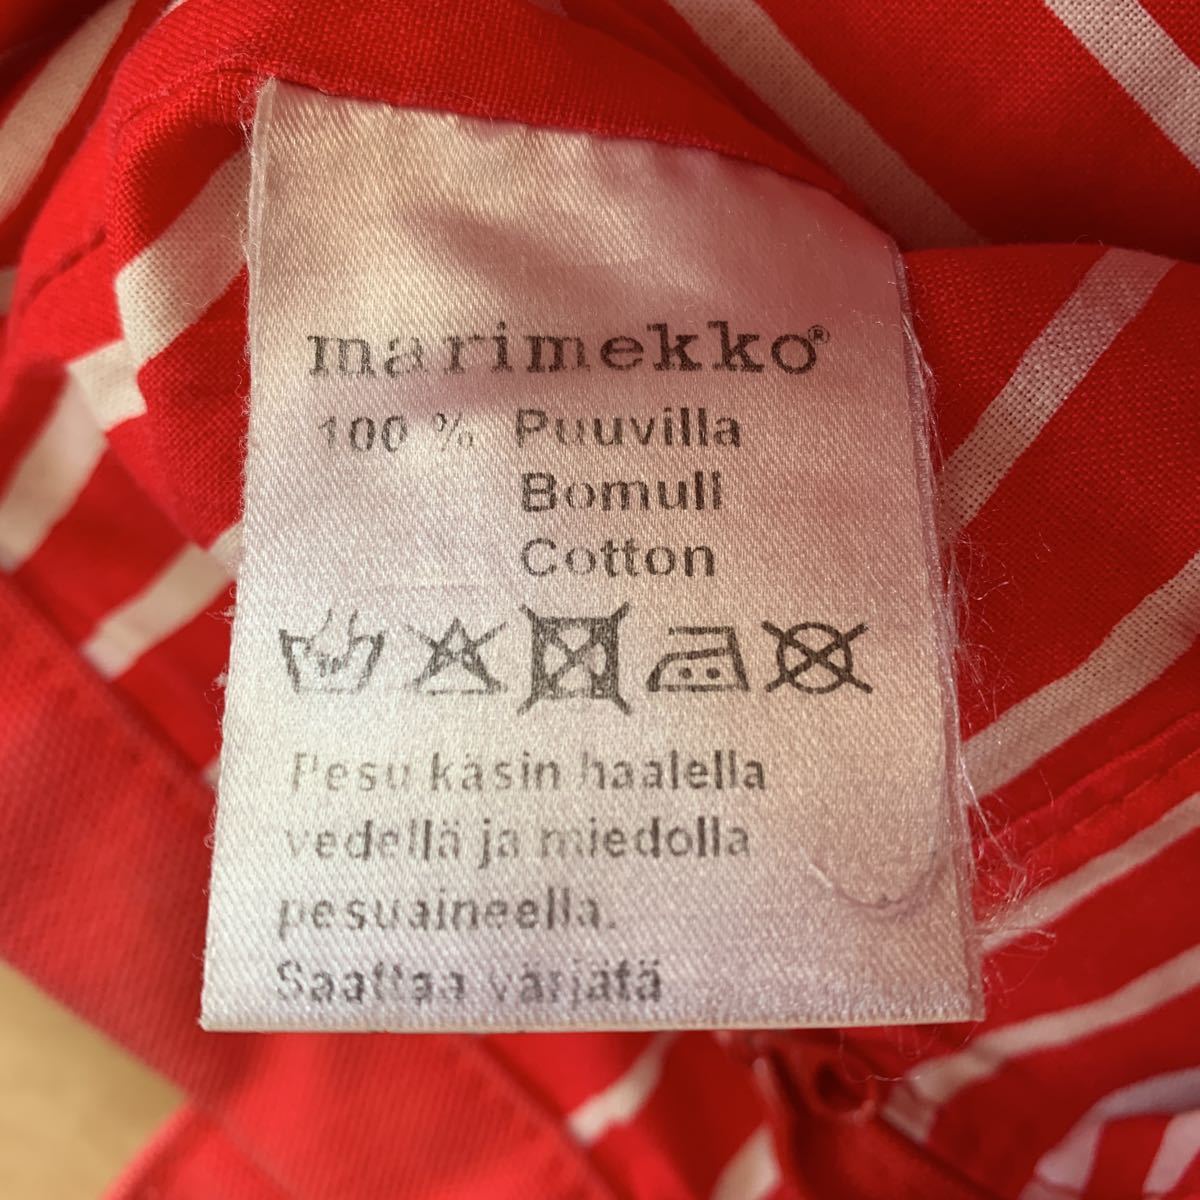 marimekko®
100 % Puuvilla
Bomull
Cotton
Pesu käsin haalella
vedellä ja miedolla
pesuaineella.
Saattaa värjätä